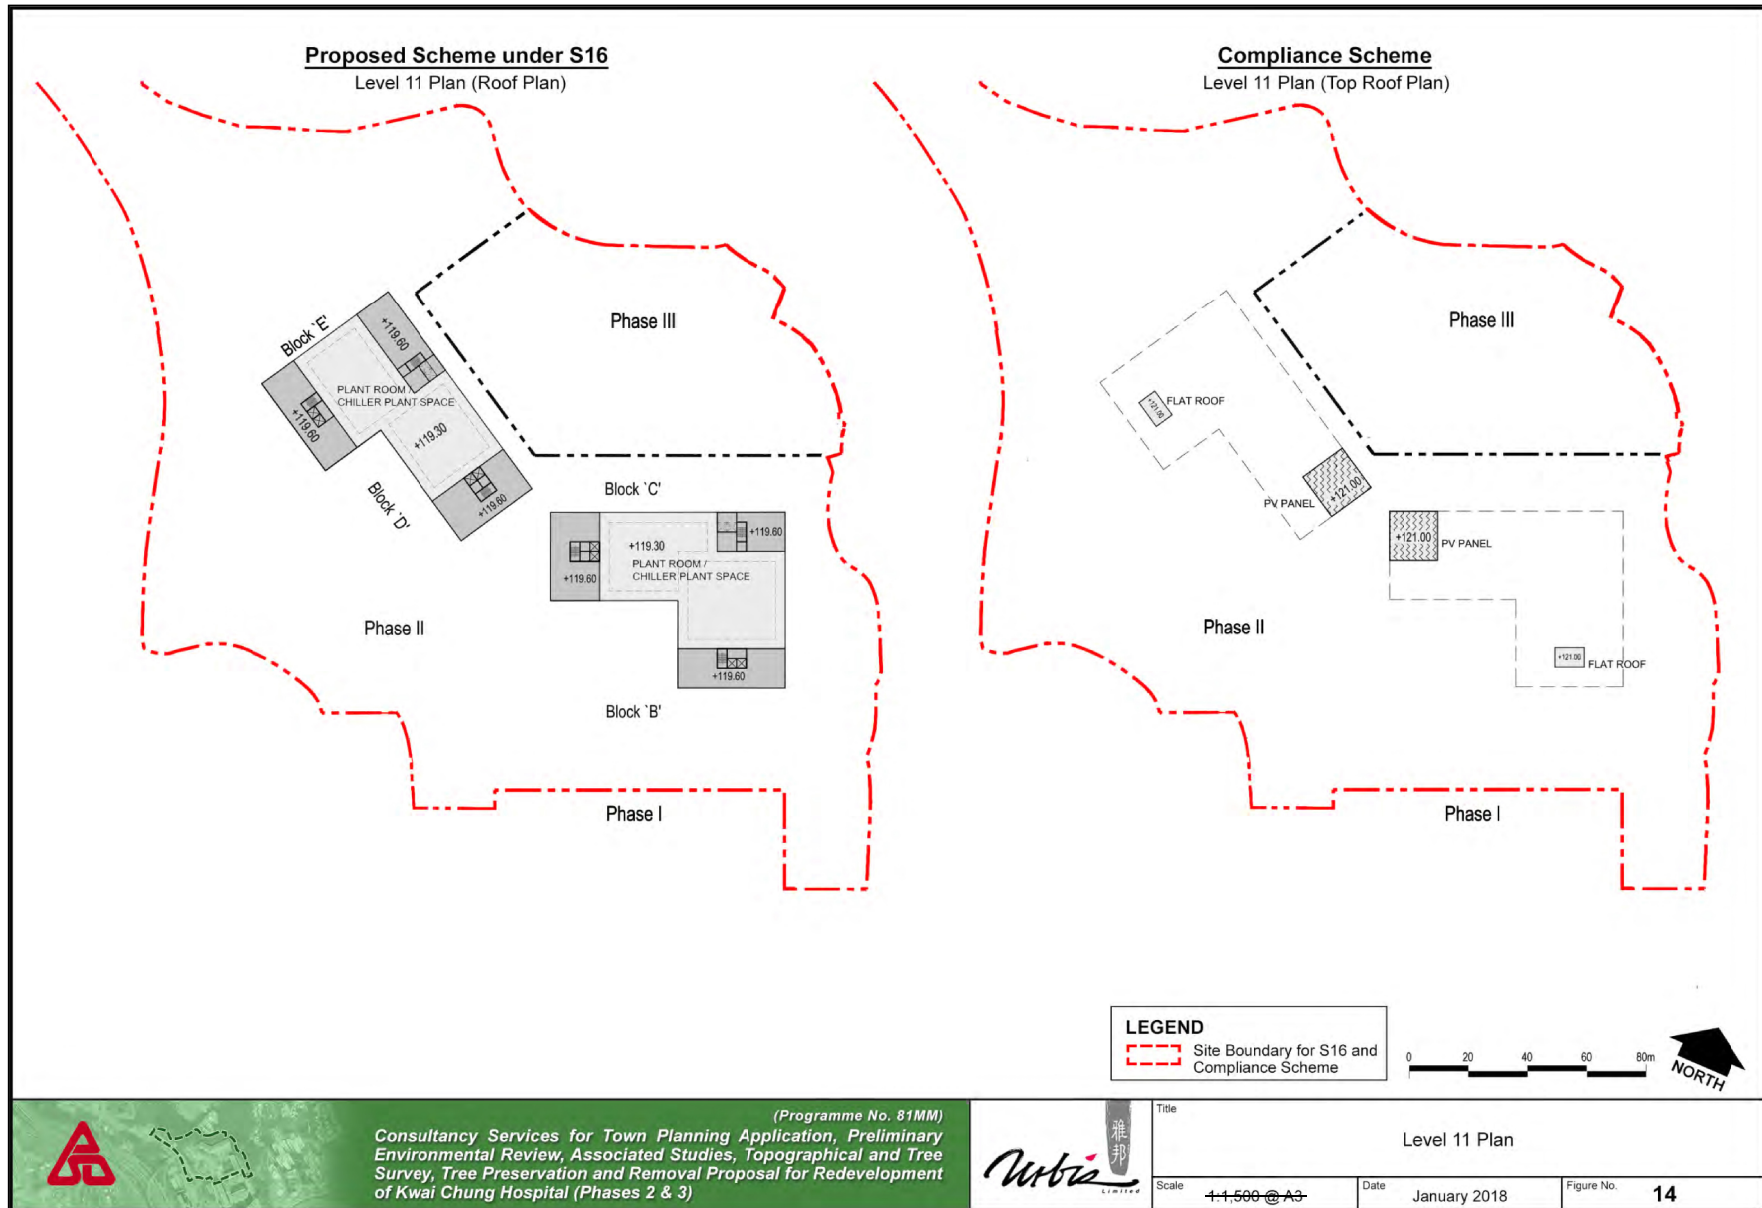 Proposed Scheme under S16
Level 11 Plan (Roof Plan)
Block `E'
+119.60
PLANT ROOM /
CHILLER PLANT SPACE
+119.60
+119.30
+119.60
Block `D'
Phase III
Block `C'
+119.30
+119.60
PLANT ROOM /
CHILLER PLANT SPACE
+119.60
+119.60
Phase II
Block `B'
Phase I
Compliance Scheme
Level 11 Plan (Top Roof Plan)
Phase III
FLAT ROOF
+121.00
PV PANEL
+121.00
+121.00
PV PANEL
Phase II
+121.00
FLAT ROOF
Phase I
LEGEND
Site Boundary for S16 and
Compliance Scheme
0 20 40 60 80m
NORTH
(Programme No. 81MM)
Consultancy Services for Town Planning Application, Preliminary
Environmental Review, Associated Studies, Topographical and Tree
Survey, Tree Preservation and Removal Proposal for Redevelopment
of Kwai Chung Hospital (Phases 2 & 3)
urbis
雅邦
Limited
Title
Level 11 Plan
Scale
1:1,500 @ A3
Date
January 2018
Figure No.
14